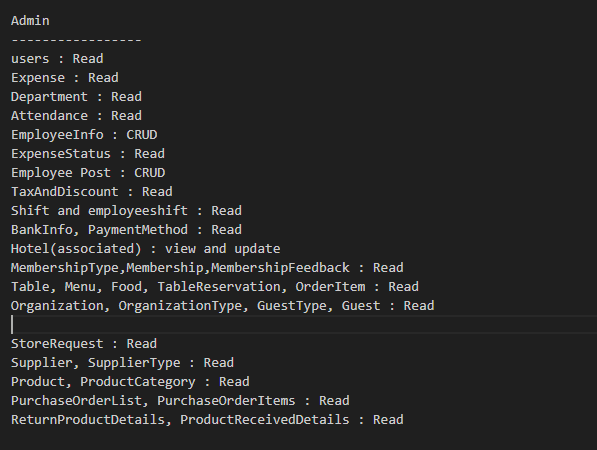 Admin
-----------------
users : Read
Expense : Read
Department : Read
Attendance : Read
EmployeeInfo : CRUD
ExpenseStatus : Read
Employee Post : CRUD
TaxAndDiscount : Read
Shift and employeeshift : Read
BankInfo, PaymentMethod : Read
Hotel(associated) : view and update
MembershipType,Membership,MembershipFeedback : Read
Table, Menu, Food, TableReservation, OrderItem : Read
Organization, OrganizationType, GuestType, Guest : Read

StoreRequest : Read
Supplier, SupplierType : Read
Product, ProductCategory : Read
PurchaseOrderList, PurchaseOrderItems : Read
ReturnProductDetails, ProductReceivedDetails : Read